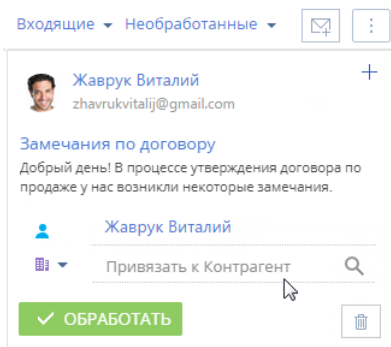 Входящие Необработанные
Жаврук Виталий
zhavrukvitalij@gmail.com
Замечания по договору
Добрый день! В процессе утверждения договора по
продаже у нас возникли некоторые замечания.
Жаврук Виталий
Привязать к Контрагент
ОБРАБОТАТЬ